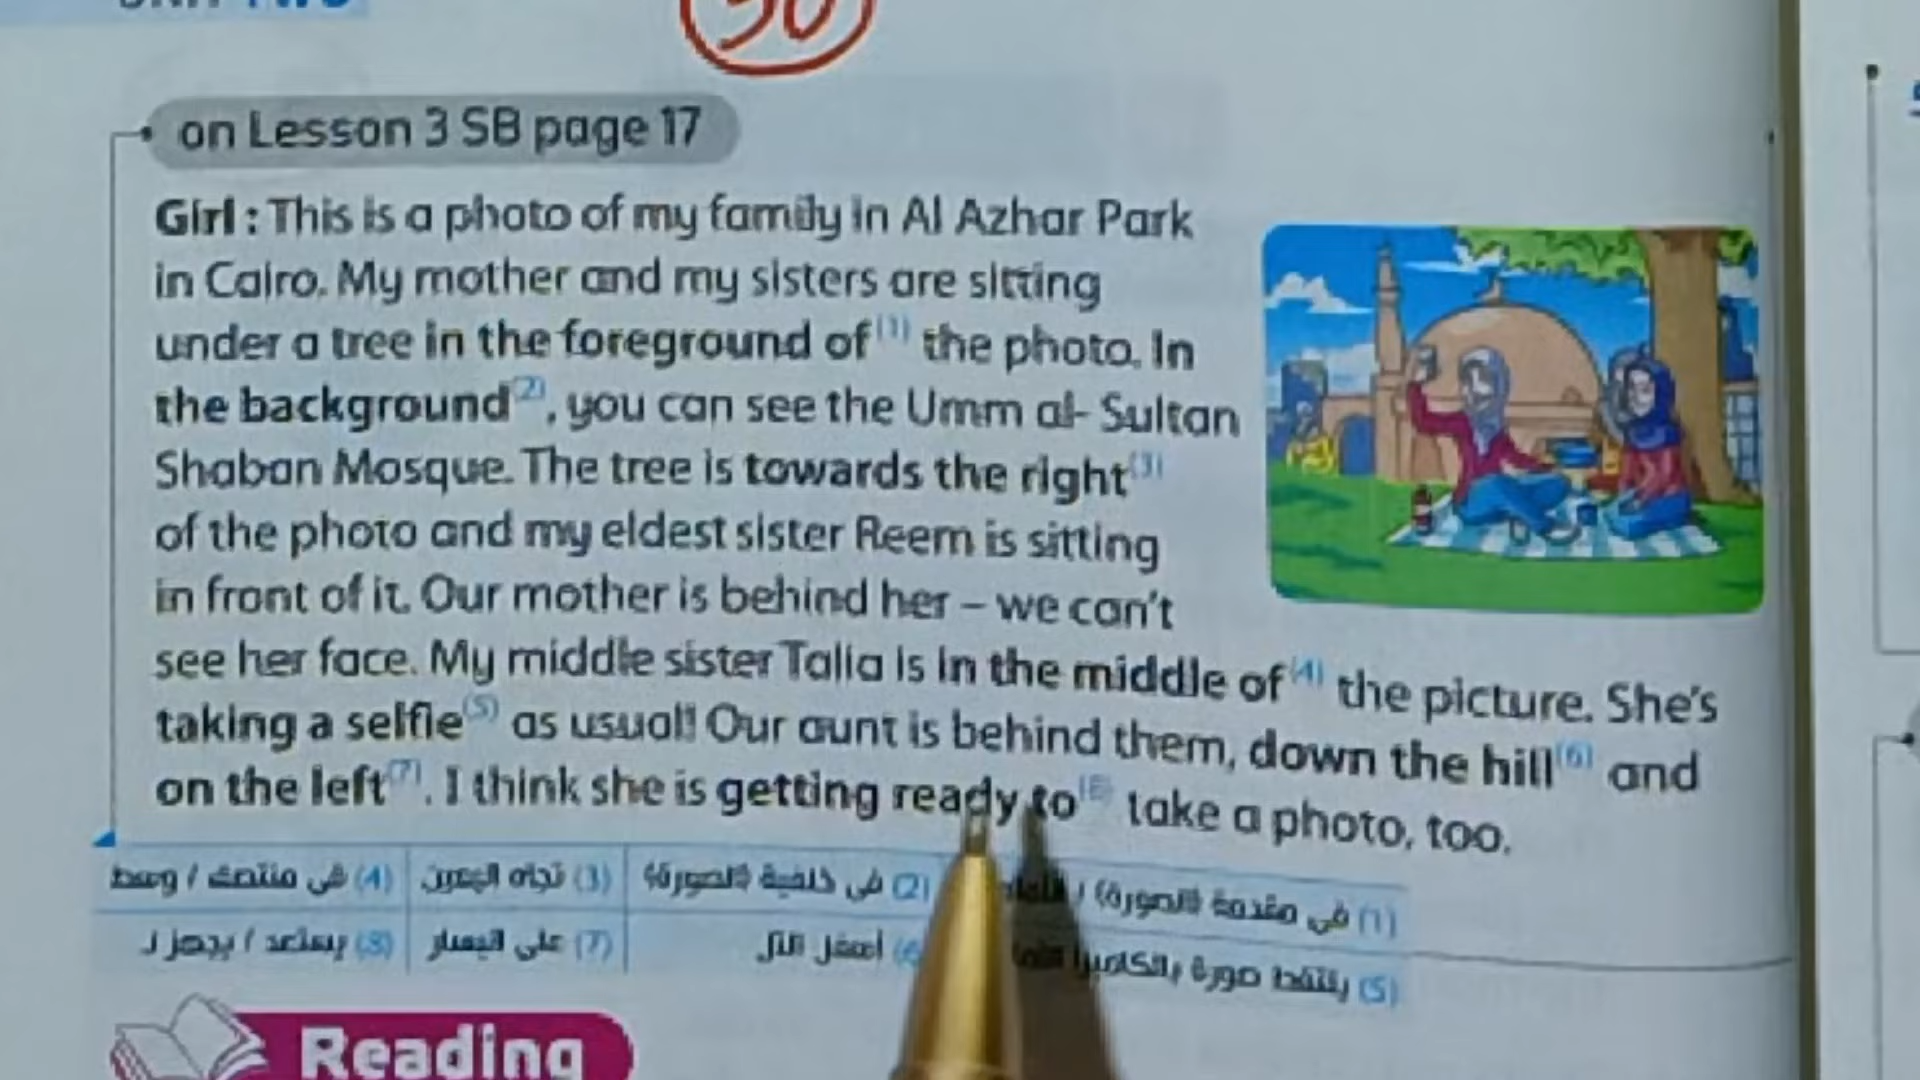 UNIT TWO
30
on Lesson 3 SB page 17
Girl : This is a photo of my family in Al Azhar Park
in Cairo. My mother and my sisters are sitting
under a tree in the foreground of (1) the photo. In
the background (2), you can see the Umm al- Sultan
Shaban Mosque. The tree is towards the right (3)
of the photo and my eldest sister Reem is sitting
in front of it. Our mother is behind her – we can't
see her face. My middle sister Talia is in the middle of (4) the picture. She's
taking a selfie (5) as usual! Our aunt is behind them, down the hill (6) and
on the left (7). I think she is getting ready to (8) take a photo, too.
(1) في مقدمة (الصورة) / (2) في خلفية (الصورة) (3) تجاه اليمين (4) في منتصف / وسط
(5) يلتقط صورة بالكاميرا (6) أسفل التل (7) على اليسار (8) يستعد / يجهز لـ
Reading